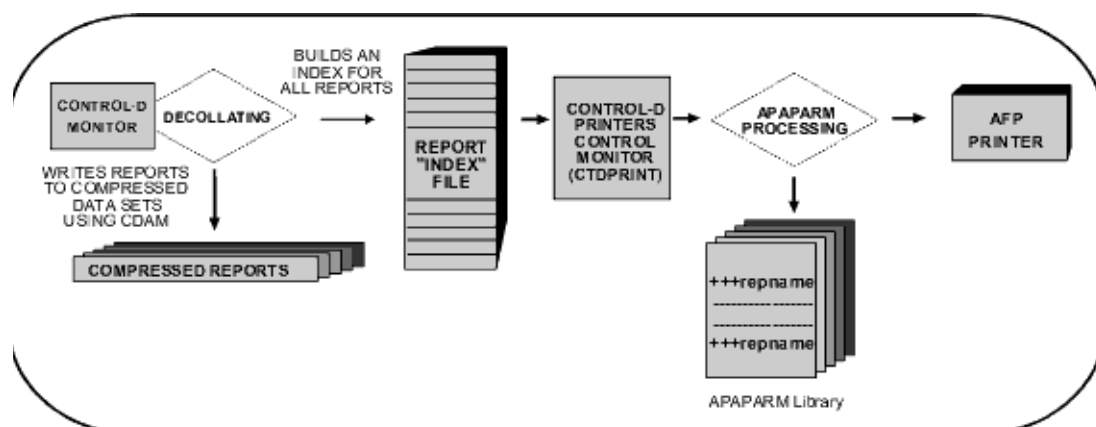 BUILDS AN
INDEX FOR
ALL REPORTS
CONTROL-D
MONITOR
DECOLLATING
WRITES REPORTS
TO COMPRESSED
DATA SETS
USING CDAM
COMPRESSED REPORTS
REPORT
"INDEX"
FILE
CONTROL-D
PRINTERS
CONTROL
MONITOR
(CTDPRINT)
APAPARM
PROCESSING
AFP
PRINTER
+++repname
+++repname
APAPARM Library